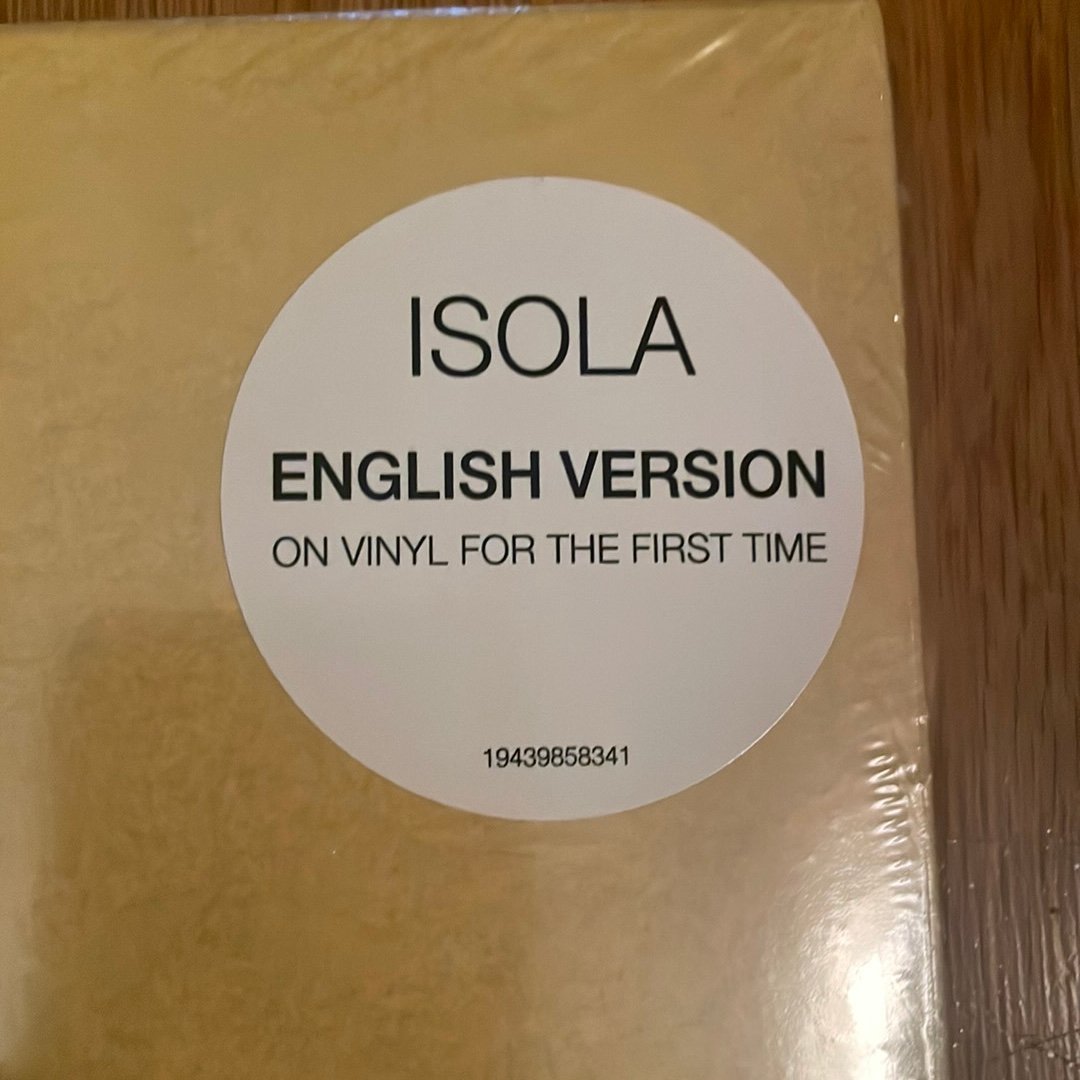 ISOLA
ENGLISH VERSION
ON VINYL FOR THE FIRST TIME
19439858341